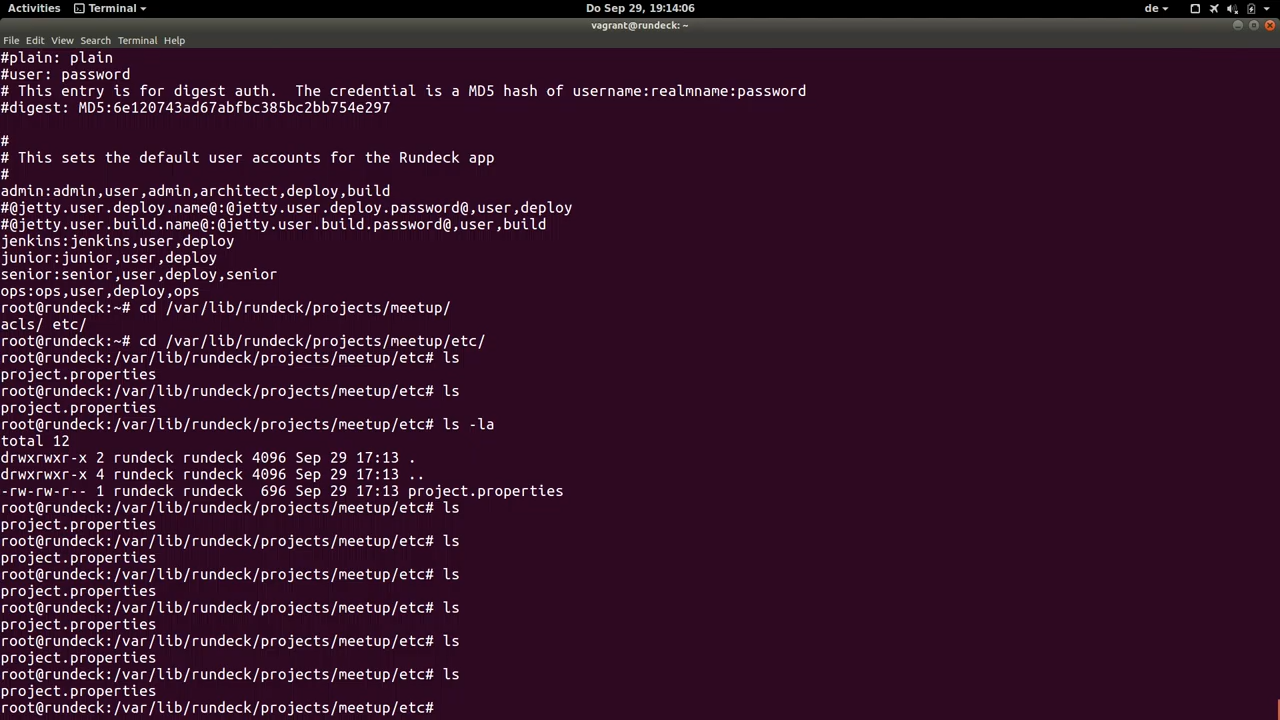 Activities Terminal Do Sep 29, 19:14:06 de
vagrant@rundeck: ~
File Edit View Search Terminal Help
#plain: plain
#user: password
# This entry is for digest auth.  The credential is a MD5 hash of username:realmname:password
#digest: MD5:6e120743ad67abfbc385bc2bb754e297
#
# This sets the default user accounts for the Rundeck app
#
admin:admin,user,admin,architect,deploy,build
#@jetty.user.deploy.name@:@jetty.user.deploy.password@,user,deploy
#@jetty.user.build.name@:@jetty.user.build.password@,user,build
jenkins:jenkins,user,deploy
junior:junior,user,deploy
senior:senior,user,deploy,senior
ops:ops,user,deploy,ops
root@rundeck:~# cd /var/lib/rundeck/projects/meetup/
acls/ etc/
root@rundeck:~# cd /var/lib/rundeck/projects/meetup/etc/
root@rundeck:/var/lib/rundeck/projects/meetup/etc# ls
project.properties
root@rundeck:/var/lib/rundeck/projects/meetup/etc# ls
project.properties
root@rundeck:/var/lib/rundeck/projects/meetup/etc# ls -la
total 12
drwxrwxr-x 2 rundeck rundeck 4096 Sep 29 17:13 .
drwxrwxr-x 4 rundeck rundeck 4096 Sep 29 17:13 ..
-rw-rw-r-- 1 rundeck rundeck  696 Sep 29 17:13 project.properties
root@rundeck:/var/lib/rundeck/projects/meetup/etc# ls
project.properties
root@rundeck:/var/lib/rundeck/projects/meetup/etc# ls
project.properties
root@rundeck:/var/lib/rundeck/projects/meetup/etc# ls
project.properties
root@rundeck:/var/lib/rundeck/projects/meetup/etc# ls
project.properties
root@rundeck:/var/lib/rundeck/projects/meetup/etc# ls
project.properties
root@rundeck:/var/lib/rundeck/projects/meetup/etc# ls
project.properties
root@rundeck:/var/lib/rundeck/projects/meetup/etc#